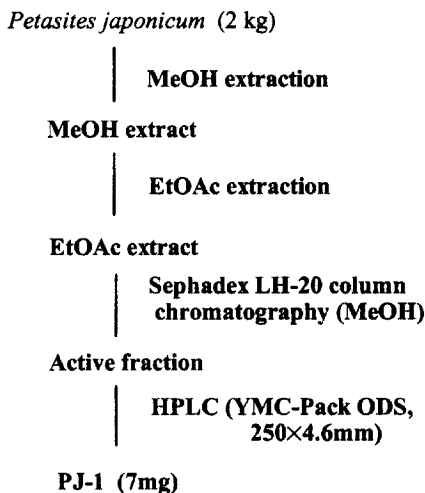 Petasites japonicum (2 kg)
MeOH extraction
MeOH extract
EtOAc extraction
EtOAc extract
Sephadex LH-20 column
chromatography (MeOH)
Active fraction
HPLC (YMC-Pack ODS,
250×4.6mm)
PJ-1 (7mg)